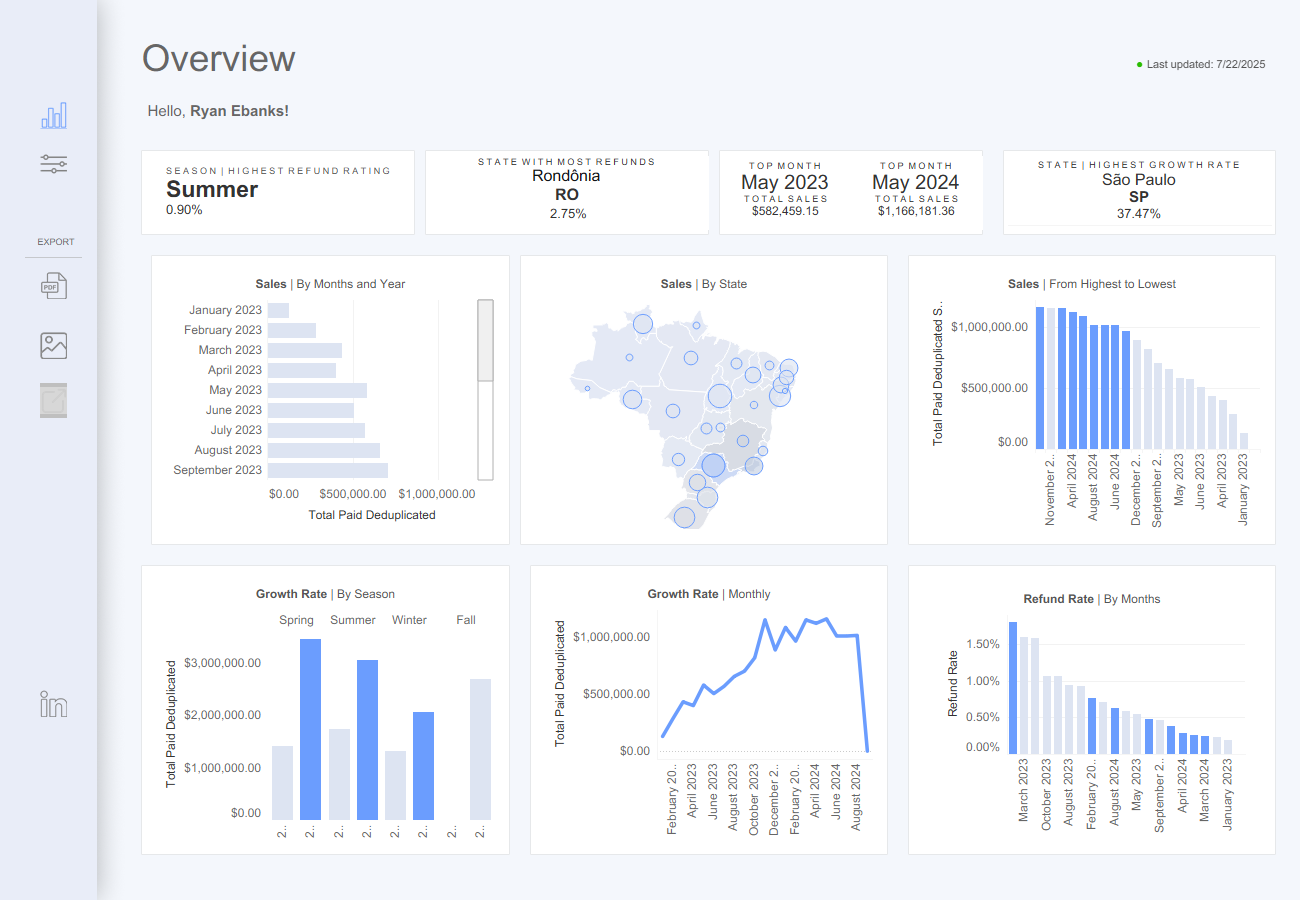 Overview
Last updated: 7/22/2025
Hello, Ryan Ebanks!
EXPORT
PDF
in
SEASON | HIGHEST REFUND RATING
Summer
0.90%
STATE WITH MOST REFUNDS
Rondônia
RO
2.75%
TOP MONTH
May 2023
TOTAL SALES
$582,459.15
TOP MONTH
May 2024
TOTAL SALES
$1,166,181.36
STATE | HIGHEST GROWTH RATE
São Paulo
SP
37.47%
Sales | By Months and Year
January 2023
February 2023
March 2023
April 2023
May 2023
June 2023
July 2023
August 2023
September 2023
$0.00 $500,000.00 $1,000,000.00
Total Paid Deduplicated
Sales | By State
Sales | From Highest to Lowest
Total Paid Deduplicated S..
$1,000,000.00
$500,000.00
$0.00
November 2..
April 2024
August 2024
June 2024
December 2..
September 2..
May 2023
June 2023
April 2023
January 2023
Growth Rate | By Season
Spring Summer Winter Fall
Total Paid Deduplicated
$3,000,000.00
$2,000,000.00
$1,000,000.00
$0.00
2..
2..
2..
2..
2..
2..
2..
2..
Growth Rate | Monthly
Total Paid Deduplicated
$1,000,000.00
$500,000.00
$0.00
February 20..
April 2023
June 2023
August 2023
October 2023
December 2..
February 20..
April 2024
June 2024
August 2024
Refund Rate | By Months
Refund Rate
1.50%
1.00%
0.50%
0.00%
March 2023
October 2023
August 2023
February 20..
August 2024
May 2023
September 2..
April 2024
March 2024
January 2023